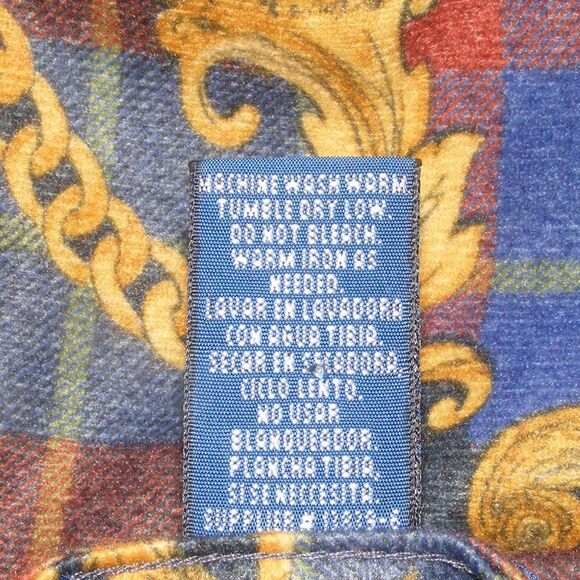 MACHINE WASH WARM.
TUMBLE DRY LOW.
DO NOT BLEACH.
WARM IRON AS
NEEDED.
LAVAR EN LAVADORA
CON AGUA TIBIA.
SECAR EN SECADORA,
CICLO LENTO.
NO USAR
BLANQUEADOR.
PLANCHA TIBIA,
SI SE NECESITA.
SUPPLIER #